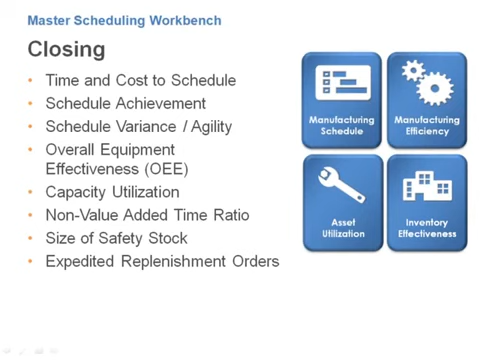 Master Scheduling Workbench
Closing
• Time and Cost to Schedule
• Schedule Achievement
• Schedule Variance / Agility
• Overall Equipment
Effectiveness (OEE)
• Capacity Utilization
• Non-Value Added Time Ratio
• Size of Safety Stock
• Expedited Replenishment Orders
Manufacturing
Schedule
Manufacturing
Efficiency
Asset
Utilization
Inventory
Effectiveness